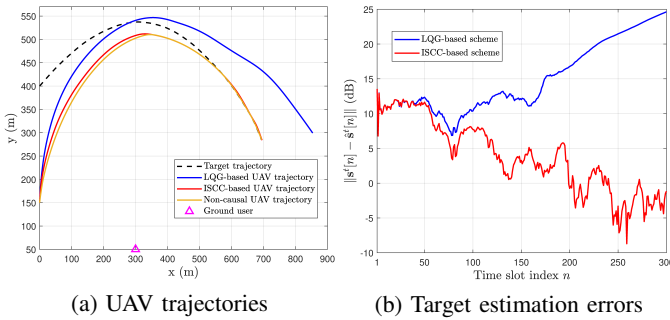 550
500
450
400
350
300
250
200
150
100
50
y (m)
0 100 200 300 400 500 600 700 800 900
x (m)
Target trajectory
LQG-based UAV trajectory
ISCC-based UAV trajectory
Non-causal UAV trajectory
Ground user
(a) UAV trajectories
25
20
15
10
5
0
-5
-10
‖𝐬ᵗ[n] − ŝᵗ[n]‖ (dB)
1 50 100 150 200 250 300
Time slot index n
LQG-based scheme
ISCC-based scheme
(b) Target estimation errors